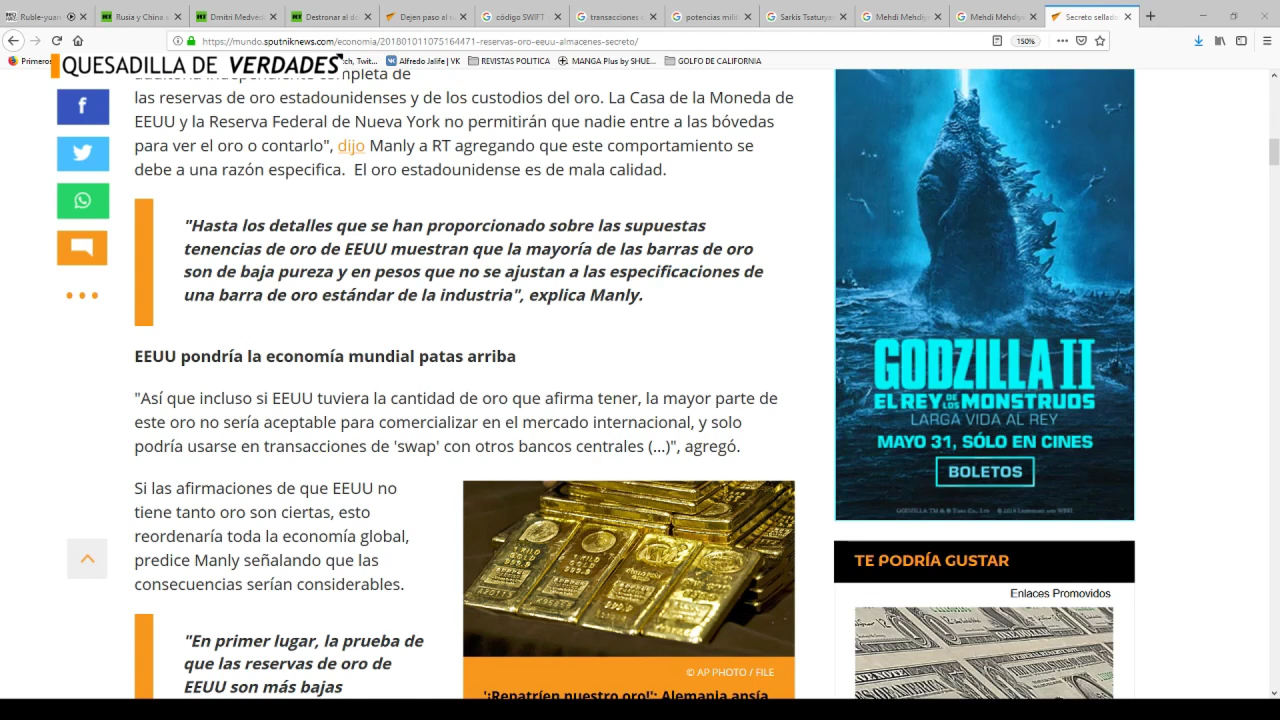 Ruble-yuan
Rusia y China e
Dmitri Medved
Destronar al do
Dejen paso al r
código SWIFT
transacciones
potencias mili
Sarkis Tsaturya
Mehdi Mehdiy
Mehdi Mehdiye
Secreto sellado
https://mundo.sputniknews.com/economia/201801011075164471-reservas-oro-eeuu-almacenes-secreto/
150%
Primeros
QUESADILLA DE VERDADES
tch, Twit...
Alfredo Jalife | VK
REVISTAS POLITICA
MANGA Plus by SHUE...
GOLFO DE CALIFORNIA
auditoría independiente completa de
las reservas de oro estadounidenses y de los custodios del oro. La Casa de la Moneda de
EEUU y la Reserva Federal de Nueva York no permitirán que nadie entre a las bóvedas
para ver el oro o contarlo", dijo Manly a RT agregando que este comportamiento se
debe a una razón especifica. El oro estadounidense es de mala calidad.
"Hasta los detalles que se han proporcionado sobre las supuestas
tenencias de oro de EEUU muestran que la mayoría de las barras de oro
son de baja pureza y en pesos que no se ajustan a las especificaciones de
una barra de oro estándar de la industria", explica Manly.
EEUU pondría la economía mundial patas arriba
"Así que incluso si EEUU tuviera la cantidad de oro que afirma tener, la mayor parte de
este oro no sería aceptable para comercializar en el mercado internacional, y solo
podría usarse en transacciones de 'swap' con otros bancos centrales (...)", agregó.
Si las afirmaciones de que EEUU no
tiene tanto oro son ciertas, esto
reordenaría toda la economía global,
predice Manly señalando que las
consecuencias serían considerables.
"En primer lugar, la prueba de
que las reservas de oro de
EEUU son más bajas
© AP PHOTO / FILE
'¡Repatríen nuestro oro!': Alemania ansía
GODZILLA II
EL REY DE LOS MONSTRUOS
LARGA VIDA AL REY
MAYO 31, SÓLO EN CINES
BOLETOS
TE PODRÍA GUSTAR
Enlaces Promovidos